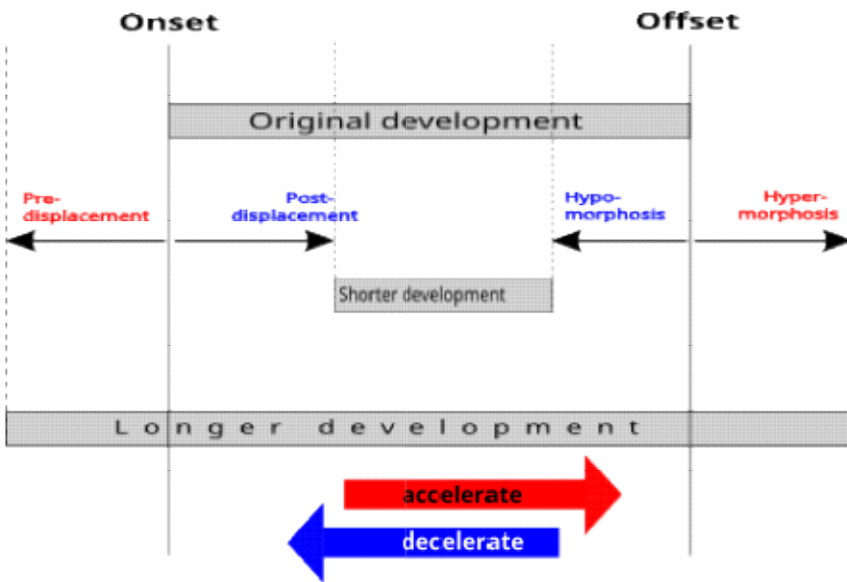 Onset
Offset
Original development
Pre-
displacement
Post-
displacement
Hypo-
morphosis
Hyper-
morphosis
Shorter development
Longer development
accelerate
decelerate